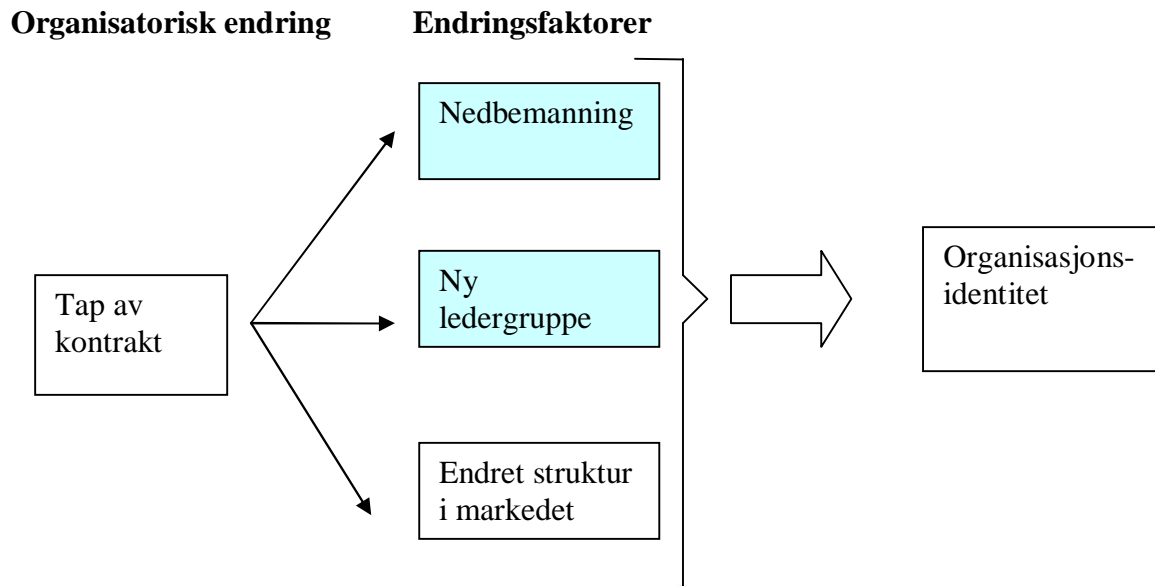 Organisatorisk endring
Endringsfaktorer
Nedbemanning
Tap av
kontrakt
Ny
ledergruppe
Endret struktur
i markedet
Organisasjons-
identitet